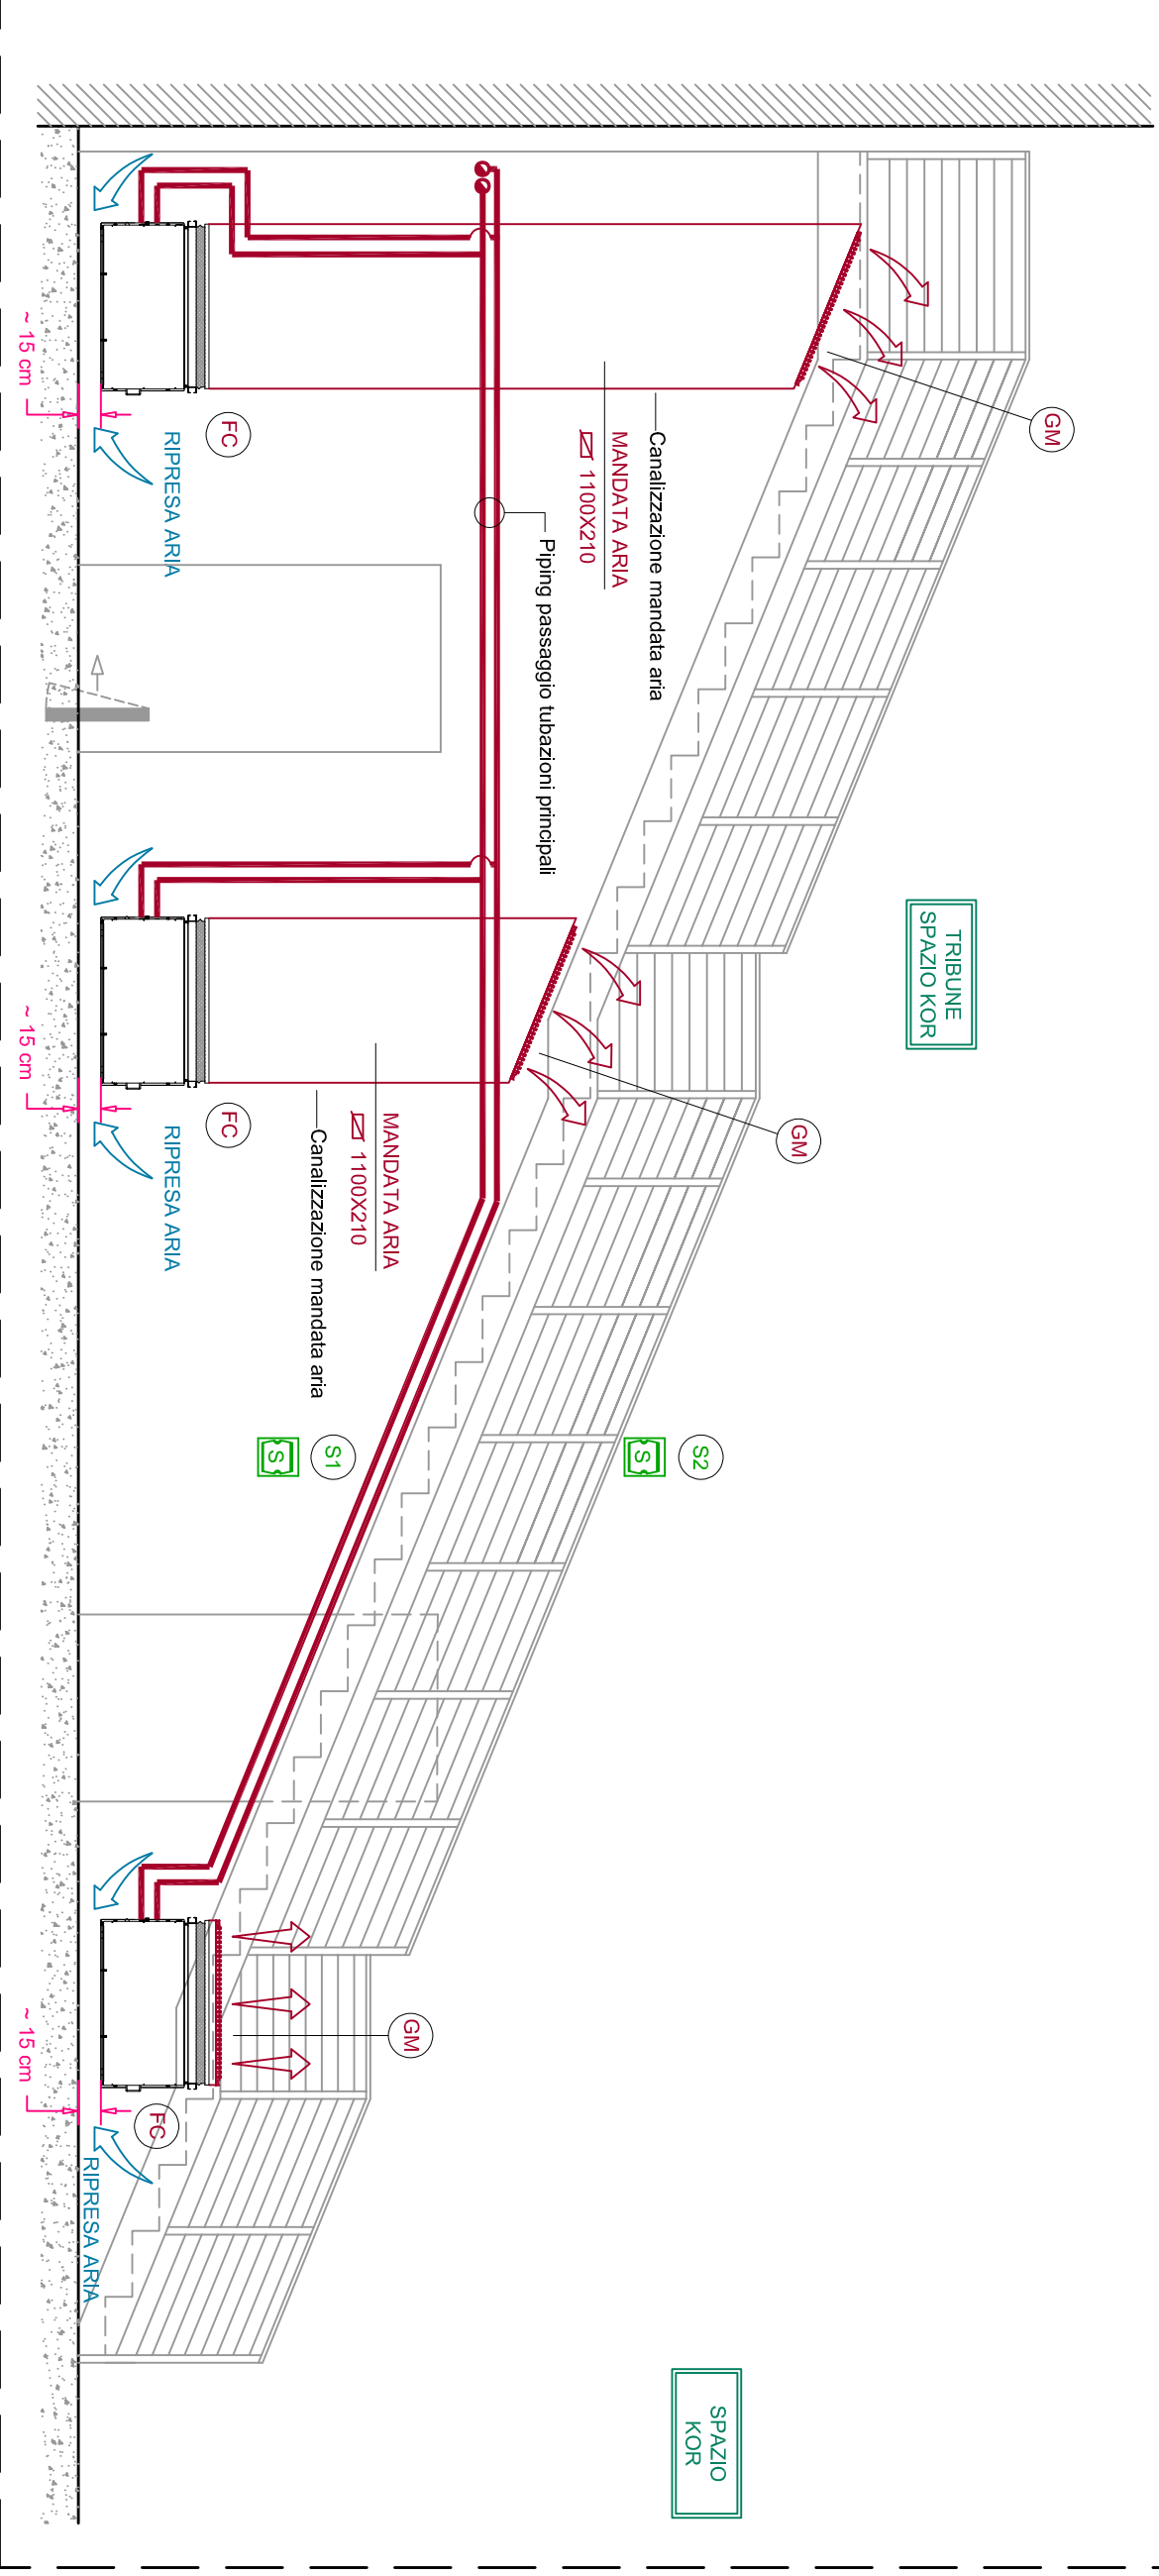 GM
Canalizzazione mandata aria
MANDATA ARIA
1100X210
Piping passaggio tubazioni principali
FC
RIPRESA ARIA
~ 15 cm
TRIBUNE
SPAZIO KOR
GM
MANDATA ARIA
1100X210
Canalizzazione mandata aria
FC
RIPRESA ARIA
~ 15 cm
S2
S
S1
S
GM
FC
RIPRESA ARIA
~ 15 cm
SPAZIO
KOR